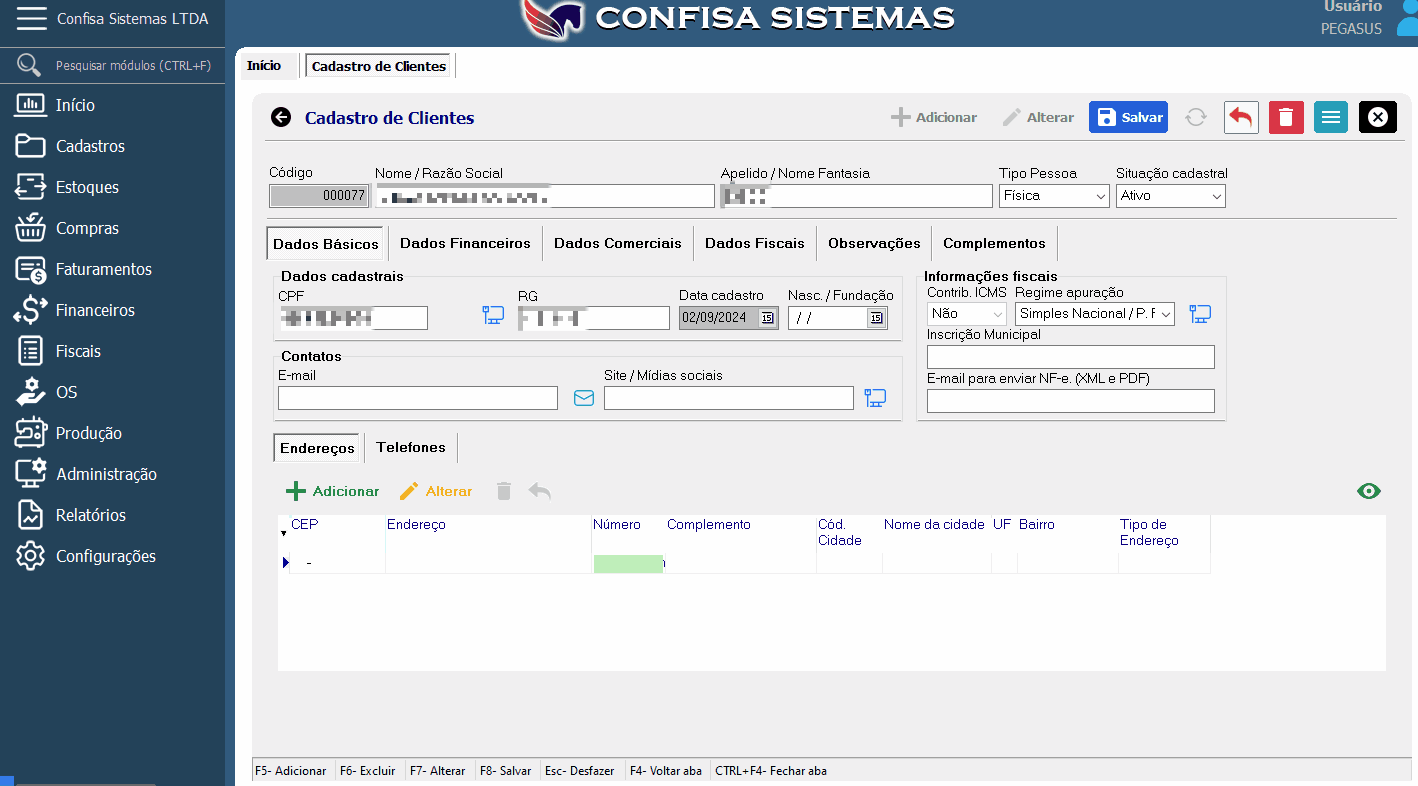 Confisa Sistemas LTDA
CONFISA SISTEMAS
Usuário
PEGASUS
Pesquisar módulos (CTRL+F)
Início
Cadastros
Estoques
Compras
Faturamentos
Financeiros
Fiscais
OS
Produção
Administração
Relatórios
Configurações
Início Cadastro de Clientes
Cadastro de Clientes Adicionar Alterar Salvar
Código Nome / Razão Social Apelido / Nome Fantasia Tipo Pessoa Situação cadastral
000077 Física Ativo
Dados Básicos Dados Financeiros Dados Comerciais Dados Fiscais Observações Complementos
Dados cadastrais
CPF RG Data cadastro Nasc. / Fundação
02/09/2024 15 / / 15
Informações fiscais
Contrib. ICMS Regime apuração
Não Simples Nacional / P. F
Inscrição Municipal
E-mail para enviar NF-e. (XML e PDF)
Contatos
E-mail Site / Mídias sociais
Endereços Telefones
Adicionar Alterar
CEP Endereço Número Complemento Cód. Cidade Nome da cidade UF Bairro Tipo de Endereço
-
F5- Adicionar F6- Excluir F7- Alterar F8- Salvar Esc- Desfazer F4- Voltar aba CTRL+F4- Fechar aba